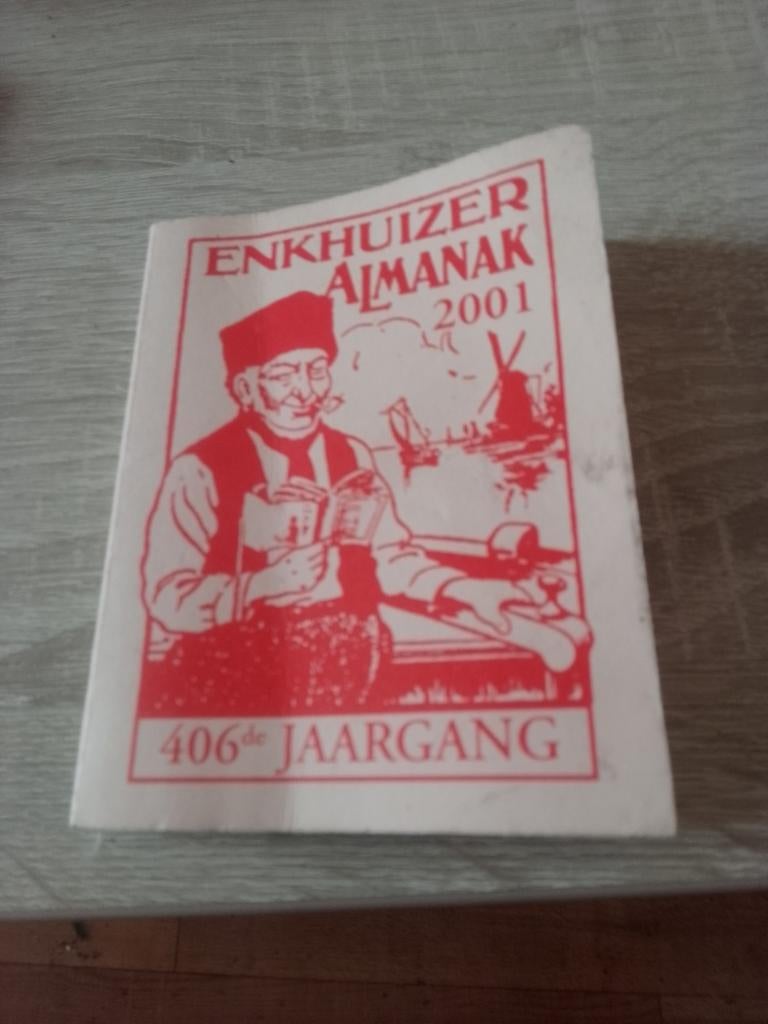 ENKHUIZER
ALMANAK
2001
406de JAARGANG